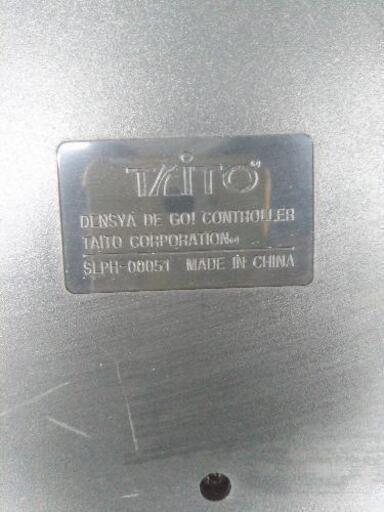 TAITO
DENSYA DE GO! CONTROLLER
TAITO CORPORATION
SLPH-00051 MADE IN CHINA